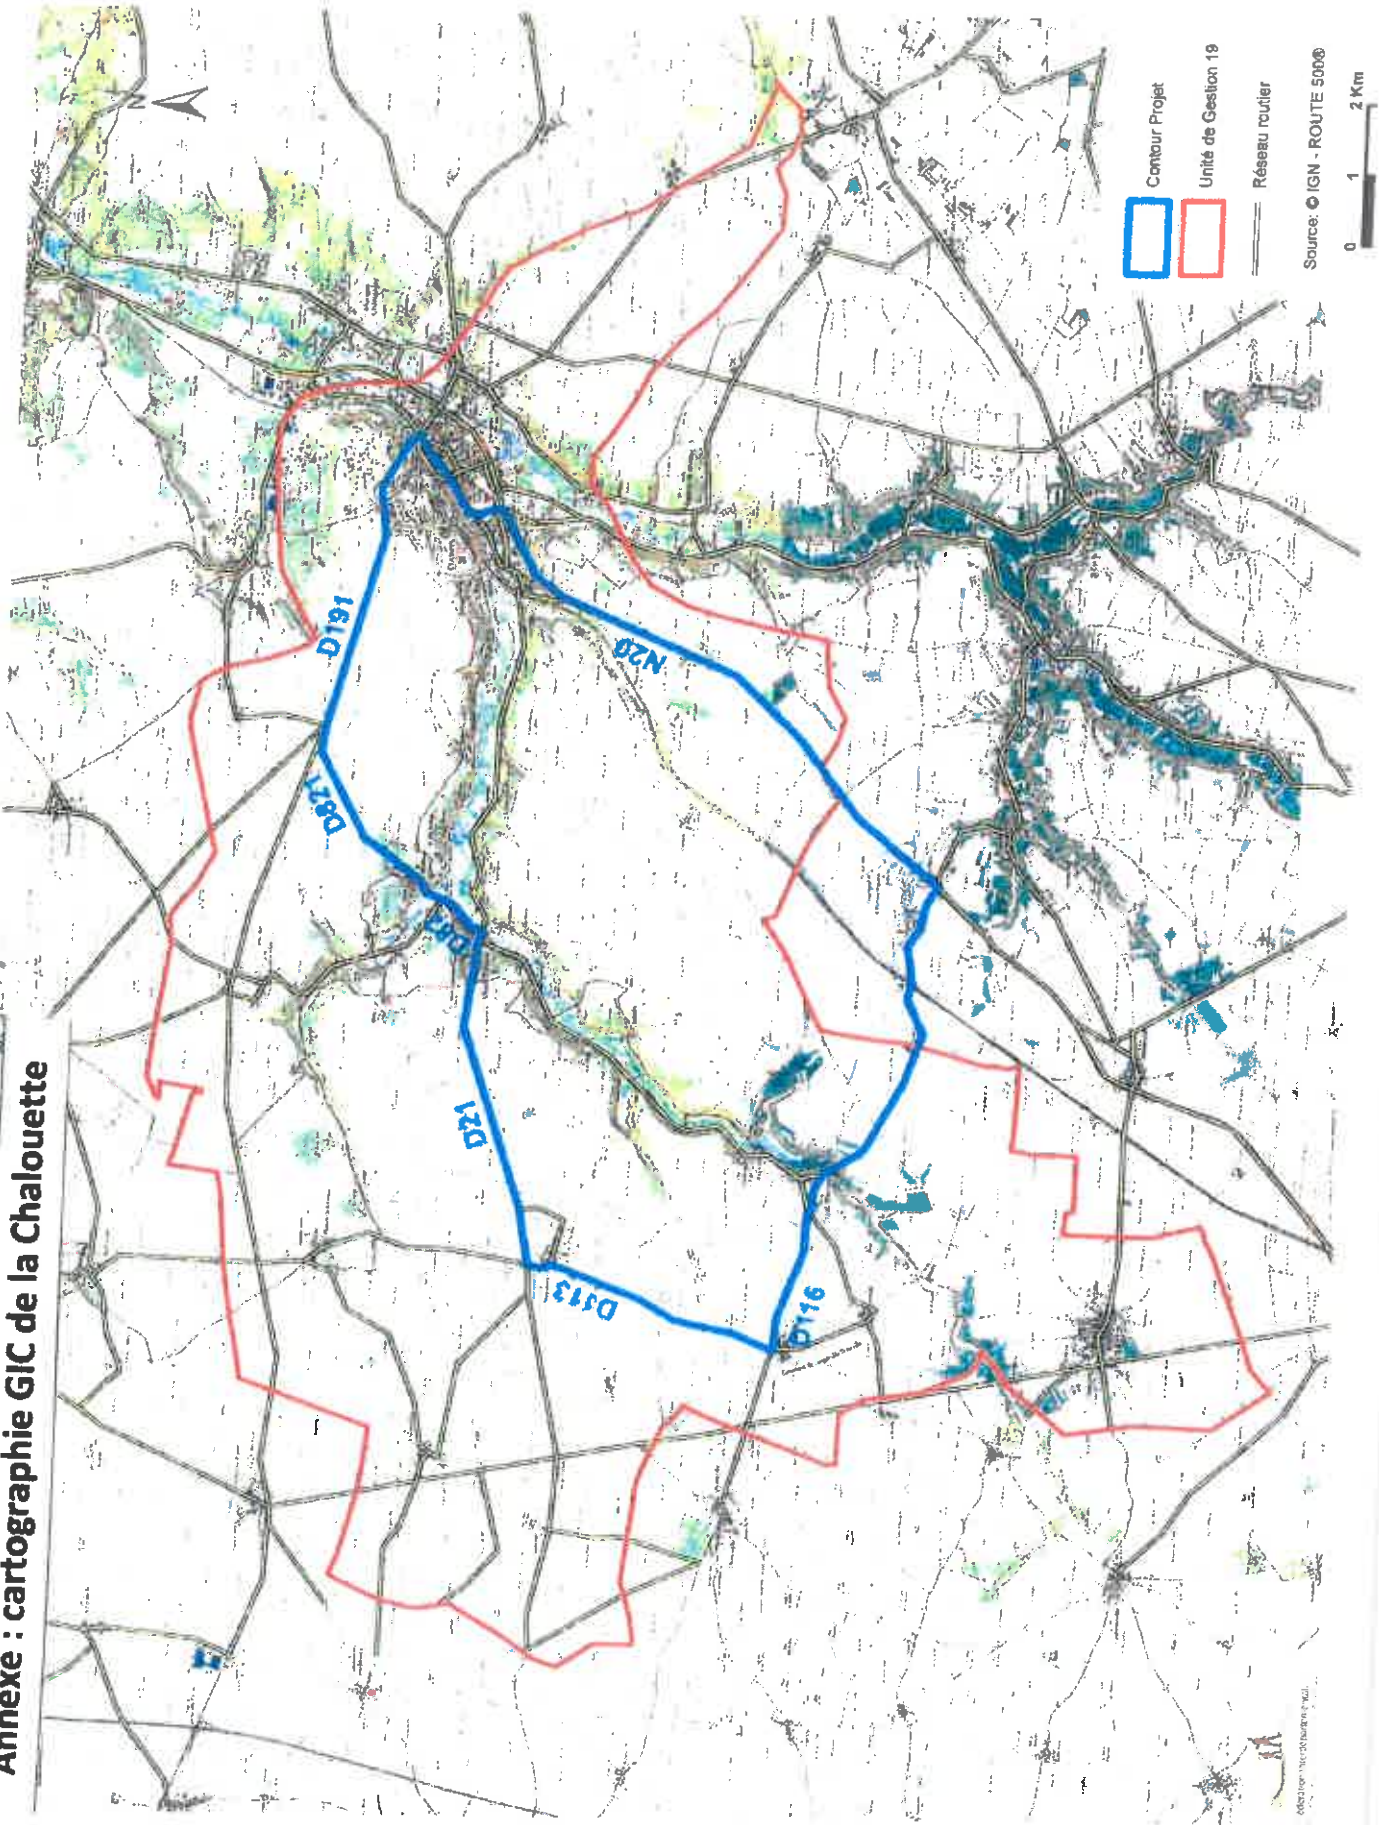 Annexe : cartographie GIC de la Chalouette
N
D191
D821
D21
D113
D116
N20
Contour Projet
Unité de Gestion 19
Réseau routier
Source: © IGN - ROUTE 500®
0 1 2 Km